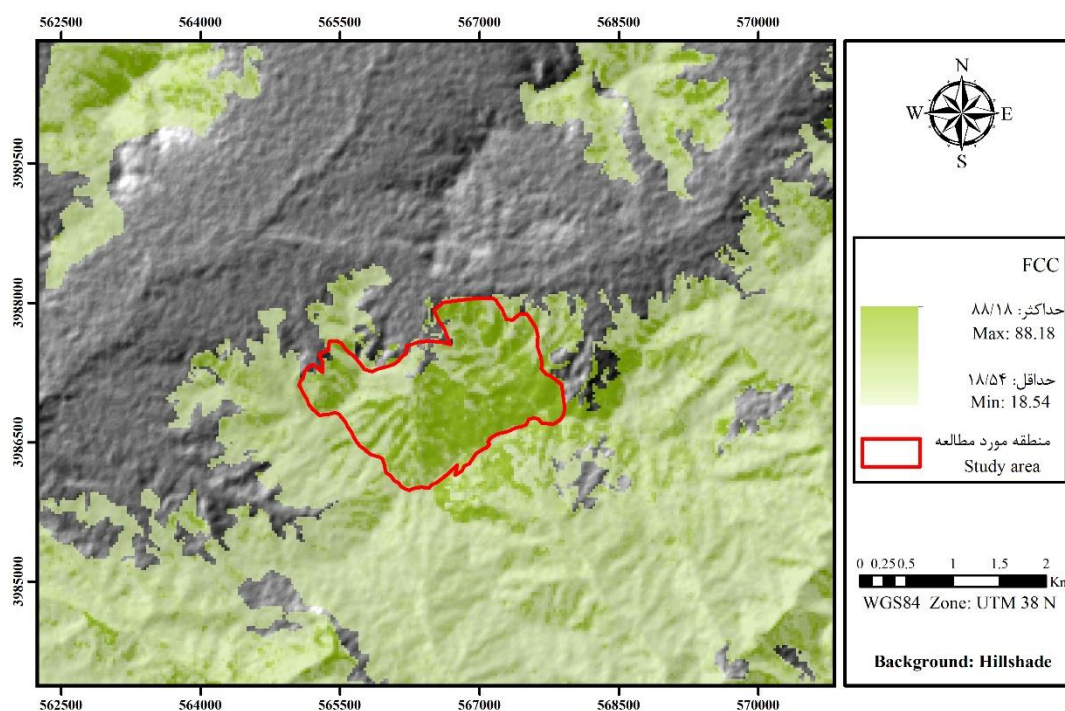 562500 564000 565500 567000 568500 570000
3989500
3988000
3986500
3985000
562500 564000 565500 567000 568500 570000
N
W E
S
FCC
حداکثر: ۸۸/۱۸
Max: 88.18
حداقل: ۱۸/۵۴
Min: 18.54
منطقه مورد مطالعه
Study area
0 0.25 0.5 1 1.5 2
Km
WGS84 Zone: UTM 38 N
Background: Hillshade